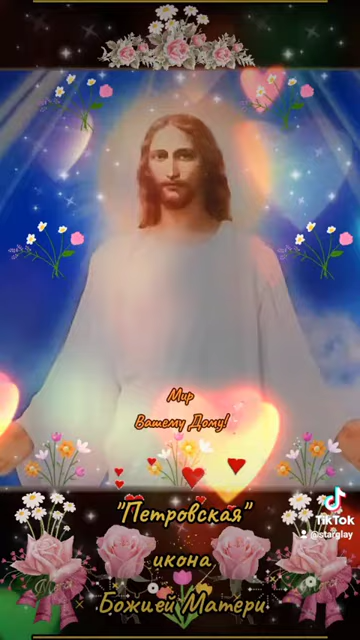 Мир
Вашему Дому!
"Петровская"
икона
Божией Матери
TikTok
@starglay